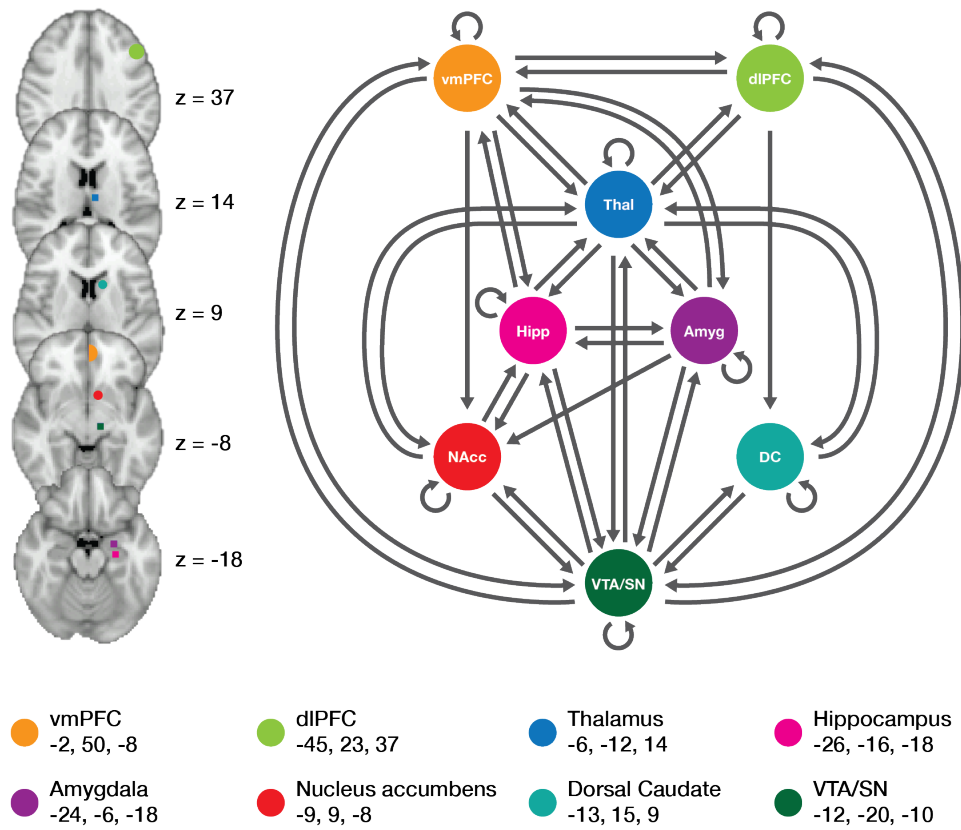 z = 37
z = 14
z = 9
z = -8
z = -18
vmPFC
dlPFC
Thal
Hipp
Amyg
NAcc
DC
VTA/SN
vmPFC
-2, 50, -8
dlPFC
-45, 23, 37
Thalamus
-6, -12, 14
Hippocampus
-26, -16, -18
Amygdala
-24, -6, -18
Nucleus accumbens
-9, 9, -8
Dorsal Caudate
-13, 15, 9
VTA/SN
-12, -20, -10